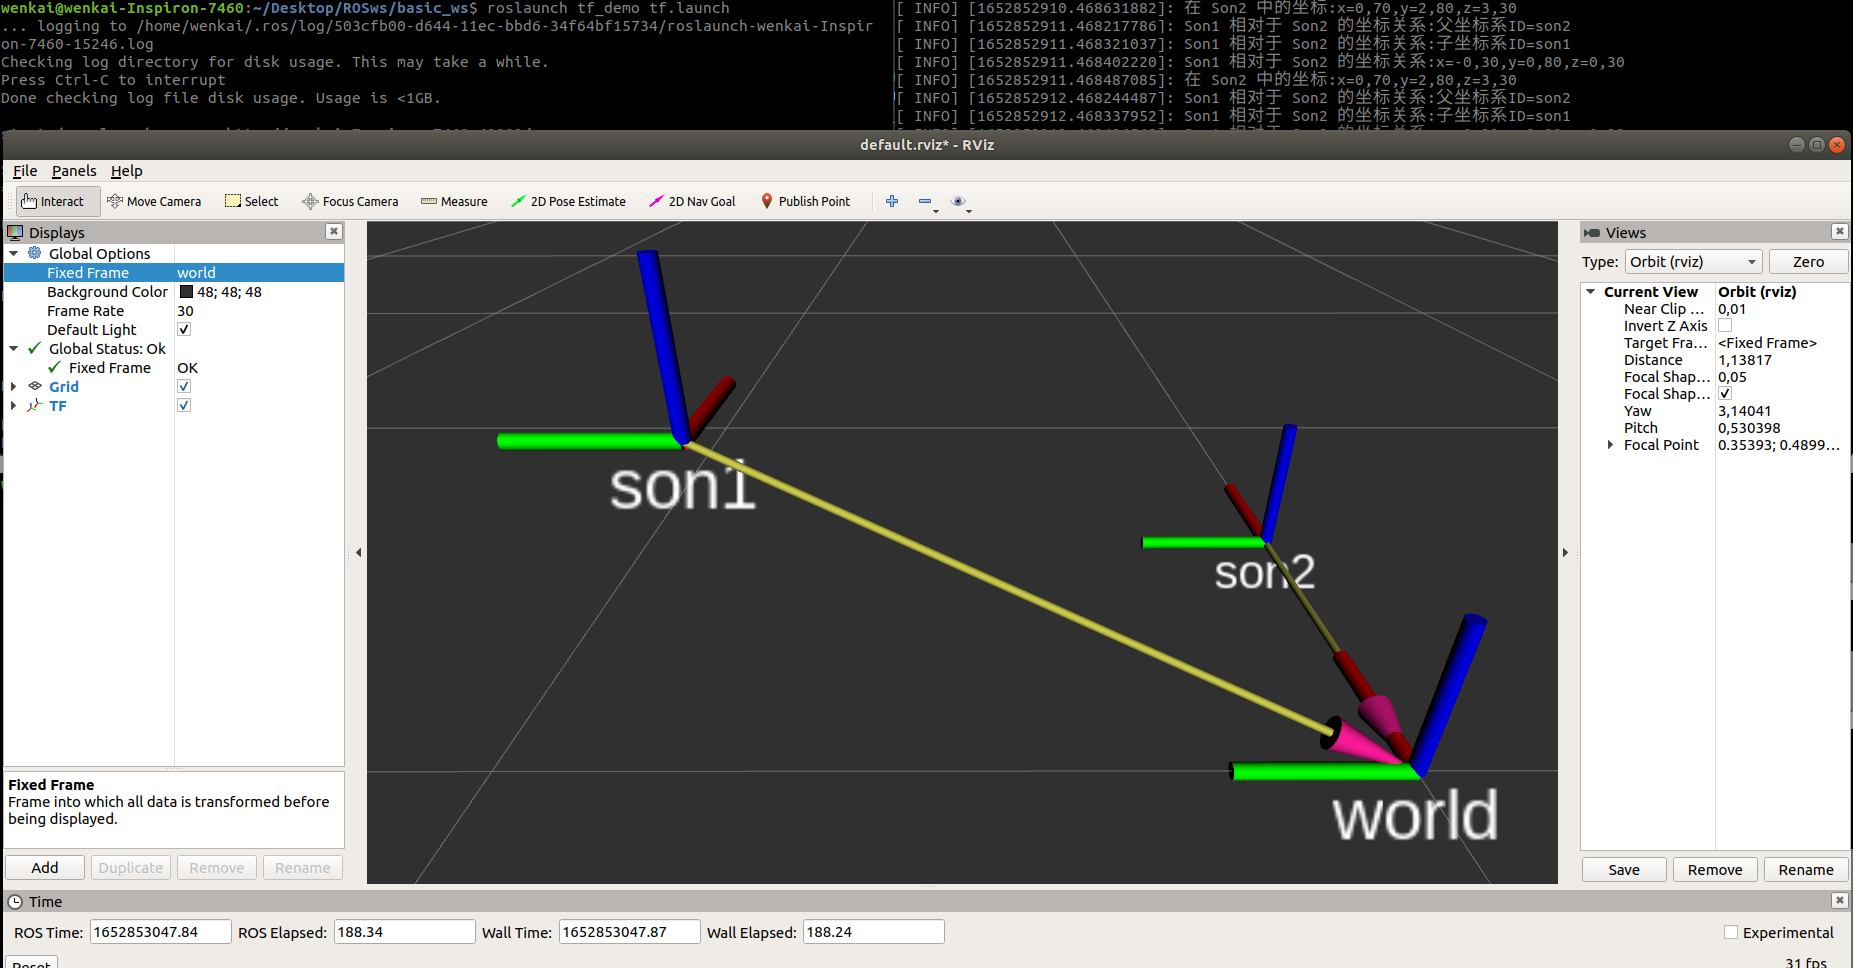 wenkai@wenkai-Inspiron-7460:~/Desktop/ROSws/basic_ws$ roslaunch tf_demo tf.launch
... logging to /home/wenkai/.ros/log/503cfb00-d644-11ec-bbd6-34f64bf15734/roslaunch-wenkai-Inspir
on-7460-15246.log
Checking log directory for disk usage. This may take a while.
Press Ctrl-C to interrupt
Done checking log file disk usage. Usage is <1GB.
[ INFO] [1652852910.468631882]: 在 Son2 中的坐标:x=0,70,y=2,80,z=3,30
[ INFO] [1652852911.468217786]: Son1 相对于 Son2 的坐标关系:父坐标系ID=son2
[ INFO] [1652852911.468321037]: Son1 相对于 Son2 的坐标关系:子坐标系ID=son1
[ INFO] [1652852911.468402220]: Son1 相对于 Son2 的坐标关系:x=-0,30,y=0,80,z=0,30
[ INFO] [1652852911.468487085]: 在 Son2 中的坐标:x=0,70,y=2,80,z=3,30
[ INFO] [1652852912.468244487]: Son1 相对于 Son2 的坐标关系:父坐标系ID=son2
[ INFO] [1652852912.468337952]: Son1 相对于 Son2 的坐标关系:子坐标系ID=son1
default.rviz* - RViz
File Panels Help
Interact Move Camera Select Focus Camera Measure 2D Pose Estimate 2D Nav Goal Publish Point
Displays
Global Options
Fixed Frame world
Background Color 48; 48; 48
Frame Rate 30
Default Light
Global Status: Ok
Fixed Frame OK
Grid
TF
Fixed Frame
Frame into which all data is transformed before
being displayed.
Add Duplicate Remove Rename
son1
son2
world
Views
Type: Orbit (rviz) Zero
Current View Orbit (rviz)
Near Clip ... 0,01
Invert Z Axis
Target Fra... <Fixed Frame>
Distance 1,13817
Focal Shap... 0,05
Focal Shap...
Yaw 3,14041
Pitch 0,530398
Focal Point 0.35393; 0.4899...
Save Remove Rename
Time
ROS Time: 1652853047.84 ROS Elapsed: 188.34 Wall Time: 1652853047.87 Wall Elapsed: 188.24 Experimental
Reset 31 fps